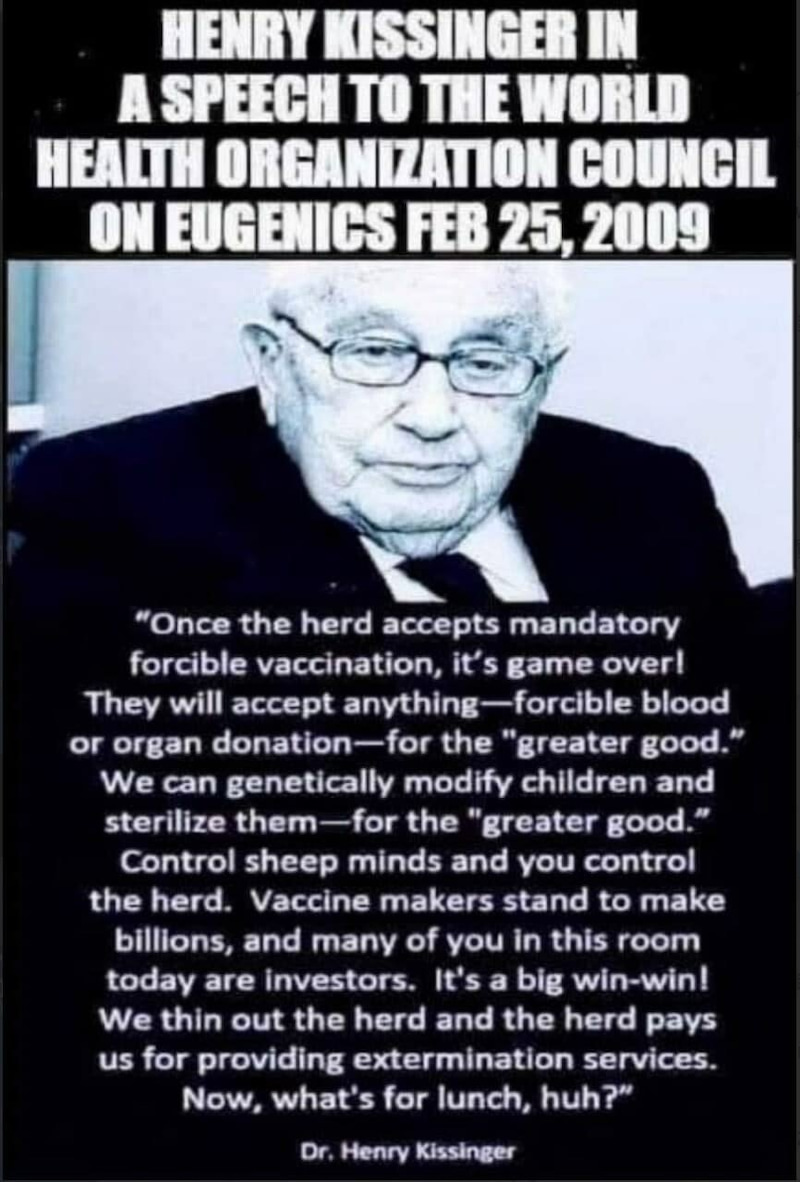 HENRY KISSINGER IN
A SPEECH TO THE WORLD
HEALTH ORGANIZATION COUNCIL
ON EUGENICS FEB 25, 2009
"Once the herd accepts mandatory
forcible vaccination, it's game over!
They will accept anything—forcible blood
or organ donation—for the "greater good."
We can genetically modify children and
sterilize them—for the "greater good."
Control sheep minds and you control
the herd. Vaccine makers stand to make
billions, and many of you in this room
today are investors. It's a big win-win!
We thin out the herd and the herd pays
us for providing extermination services.
Now, what's for lunch, huh?"
Dr. Henry Kissinger